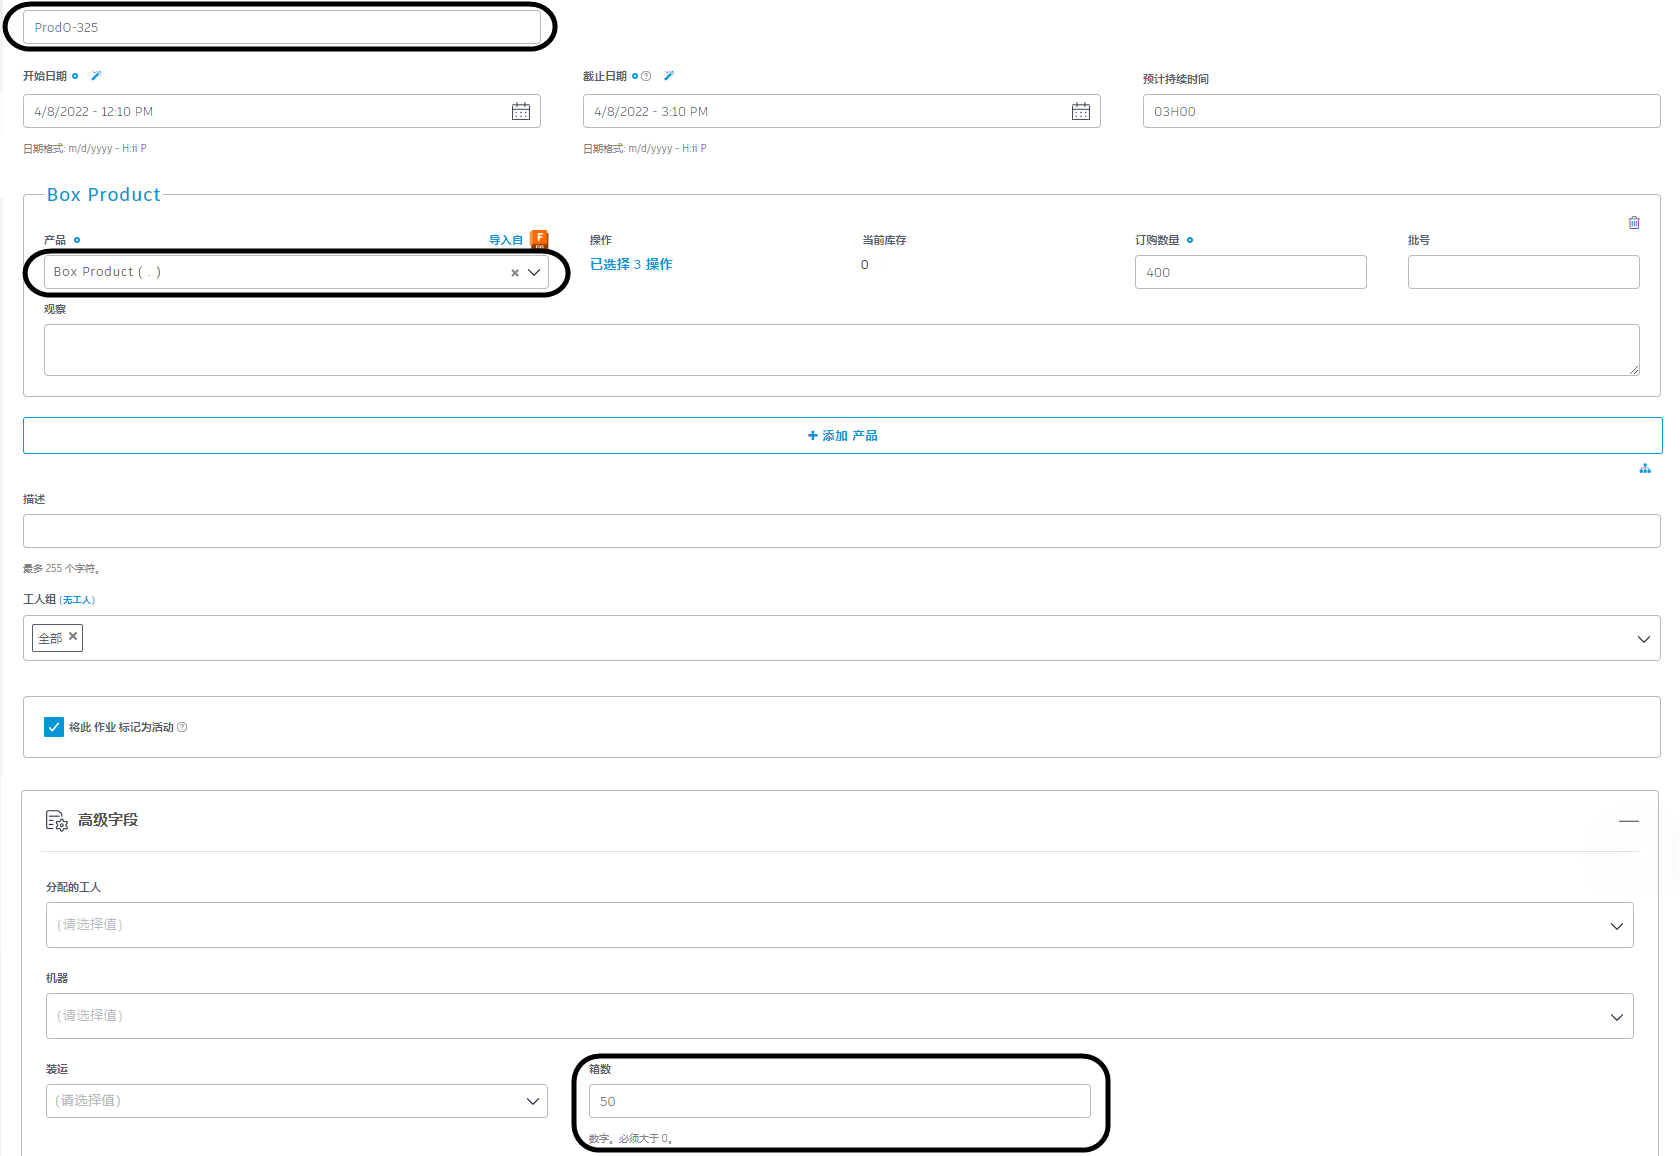 ProdO-325
开始日期
截止日期
预计持续时间
4/8/2022 - 12:10 PM
4/8/2022 - 3:10 PM
03H00
日期格式: m/d/yyyy - H:ii P
日期格式: m/d/yyyy - H:ii P
Box Product
产品
导入自
F
操作
当前库存
订购数量
批号
Box Product ( . )
已选择 3 操作
0
400
观察
+ 添加 产品
描述
最多 255 个字符。
工人组 (无工人)
全部
将此 作业 标记为活动
高级字段
分配的工人
(请选择值)
机器
(请选择值)
装运
箱数
(请选择值)
50
数字。必须大于 0。